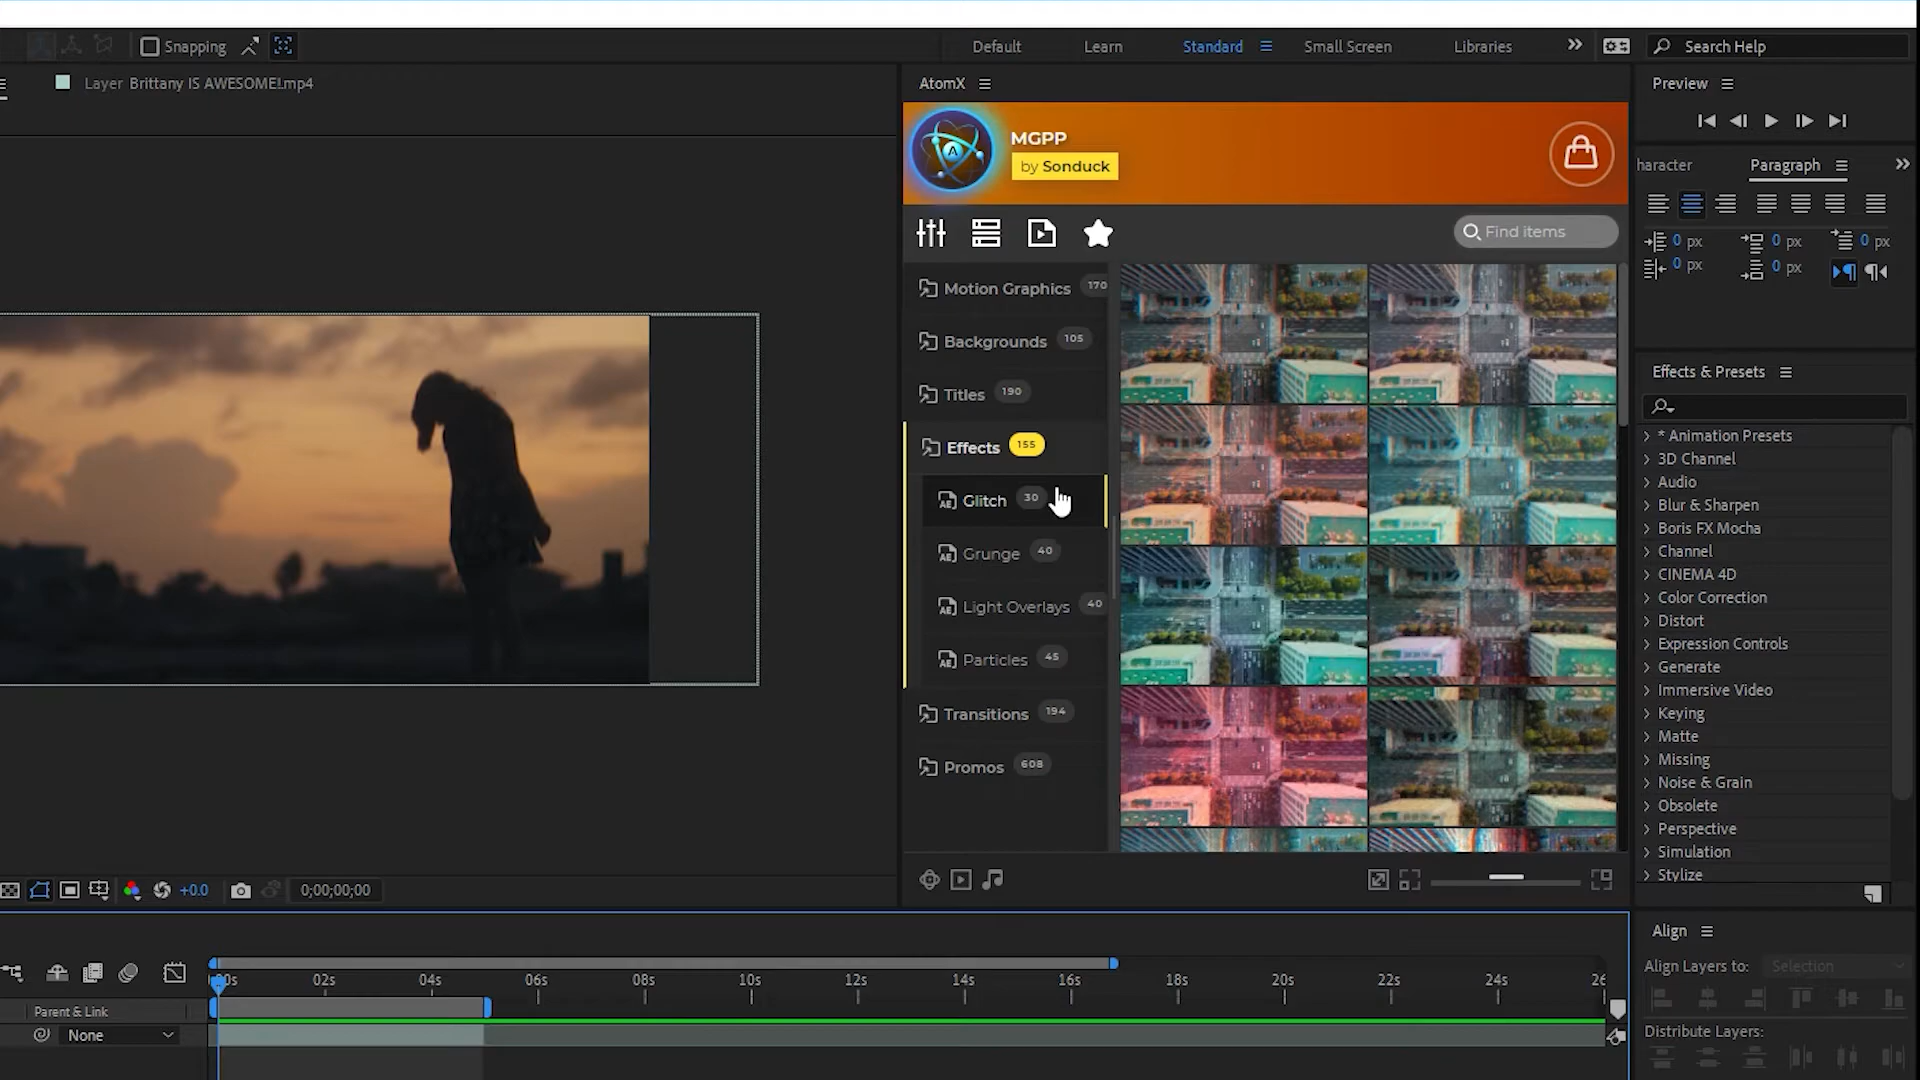 Snapping
Default
Learn
Standard
Small Screen
Libraries
Search Help
Layer Brittany IS AWESOME!.mp4
AtomX
Preview
MGPP
by Sonduck
haracter
Paragraph
Find items
0 px
0 px
0 px
0 px
0 px
Motion Graphics 170
Backgrounds 105
Titles 190
Effects 155
Glitch 30
Grunge 40
Light Overlays 40
Particles 45
Transitions 194
Promos 608
Effects & Presets
* Animation Presets
3D Channel
Audio
Blur & Sharpen
Boris FX Mocha
Channel
CINEMA 4D
Color Correction
Distort
Expression Controls
Generate
Immersive Video
Keying
Matte
Missing
Noise & Grain
Obsolete
Perspective
Simulation
Stylize
+0.0
0;00;00;00
Align
Align Layers to: Selection
Distribute Layers:
02s
04s
06s
08s
10s
12s
14s
16s
18s
20s
22s
24s
26
Parent & Link
None